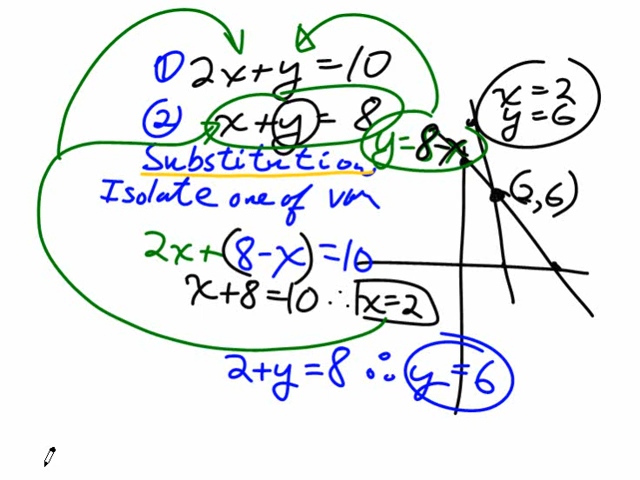 ① 2x+y=10
② x+y=8
y=8-x
x=2
y=6
Substitution
Isolate one of var
(2,6)
2x+(8-x)=10
x+8=10 ∴ x=2
2+y=8 ∴ y=6